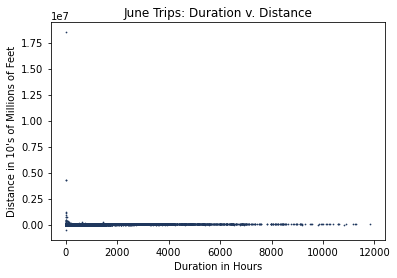 June Trips: Duration v. Distance
1e7
1.75
1.50
1.25
1.00
0.75
0.50
0.25
0.00
Distance in 10's of Millions of Feet
0 2000 4000 6000 8000 10000 12000
Duration in Hours